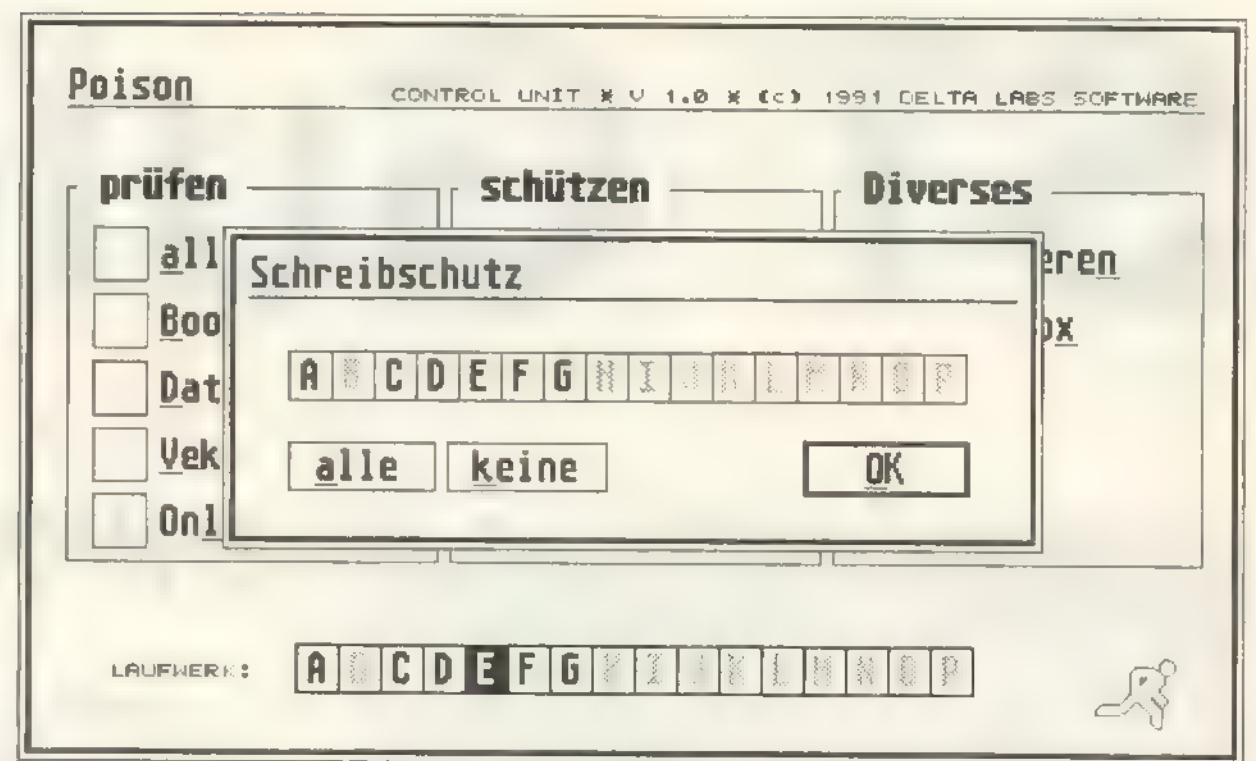 Poison
CONTROL UNIT * V 1.0 * (c) 1991 DELTA LABS SOFTWARE
prüfen schützen Diverses
all
eren
Schreibschutz
Boo
ox
A B C D E F G H I J K L M N O P
Dat
Vek
alle keine OK
Onl
LAUFWERK: A B C D E F G H I J K L M N O P